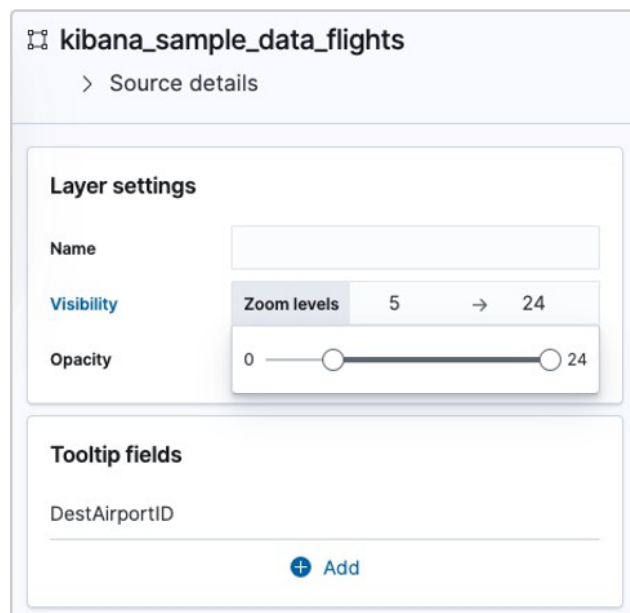 kibana_sample_data_flights
> Source details
Layer settings
Name
Visibility Zoom levels 5 → 24
Opacity 0 24
Tooltip fields
DestAirportID
Add